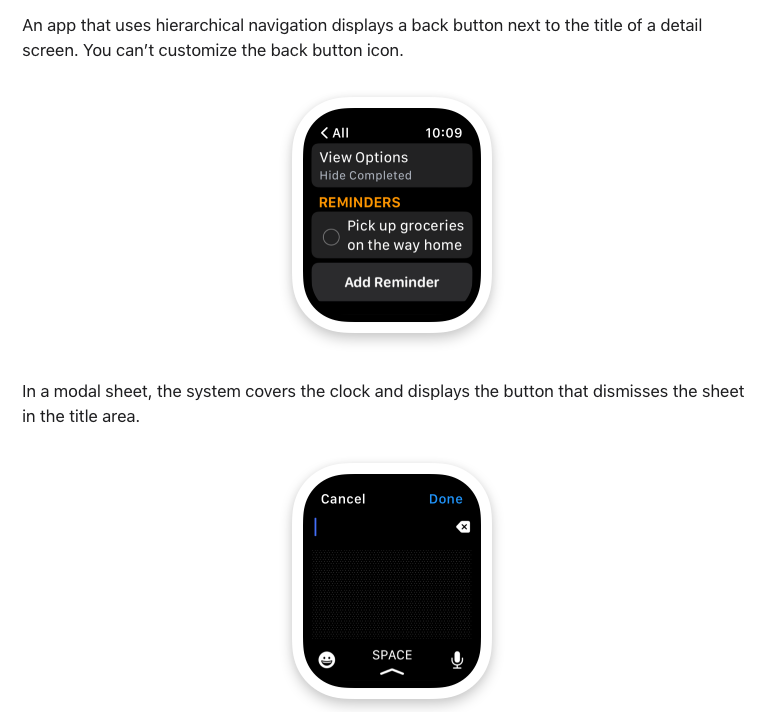 An app that uses hierarchical navigation displays a back button next to the title of a detail
screen. You can’t customize the back button icon.
All 10:09
View Options
Hide Completed
REMINDERS
Pick up groceries
on the way home
Add Reminder
In a modal sheet, the system covers the clock and displays the button that dismisses the sheet
in the title area.
Cancel Done
SPACE